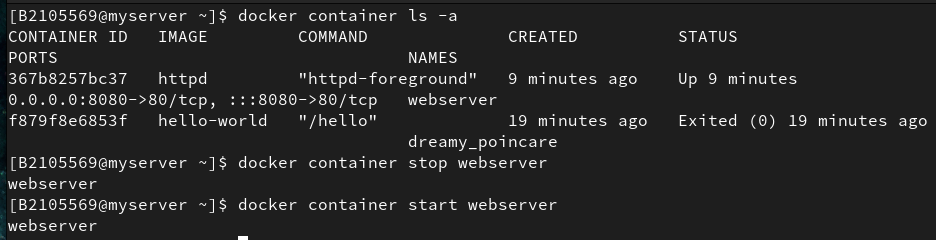 [B2105569@myserver ~]$ docker container ls -a
CONTAINER ID   IMAGE         COMMAND              CREATED          STATUS
PORTS                                   NAMES
367b8257bc37   httpd         "httpd-foreground"   9 minutes ago    Up 9 minutes
0.0.0.0:8080->80/tcp, :::8080->80/tcp   webserver
f879f8e6853f   hello-world   "/hello"             19 minutes ago   Exited (0) 19 minutes ago
                                        dreamy_poincare
[B2105569@myserver ~]$ docker container stop webserver
webserver
[B2105569@myserver ~]$ docker container start webserver
webserver